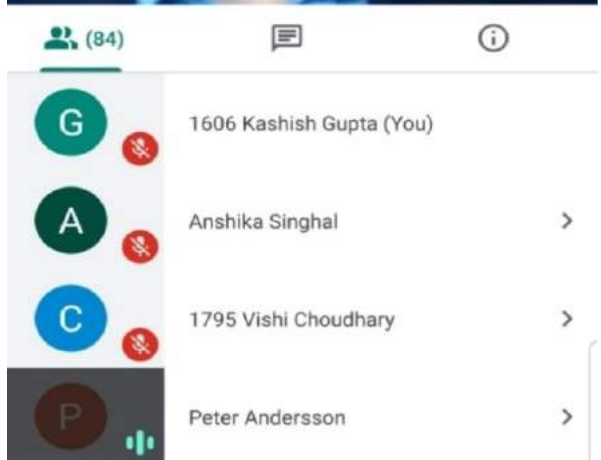 (84)
G
1606 Kashish Gupta (You)
A
Anshika Singhal
C
1795 Vishi Choudhary
P
Peter Andersson